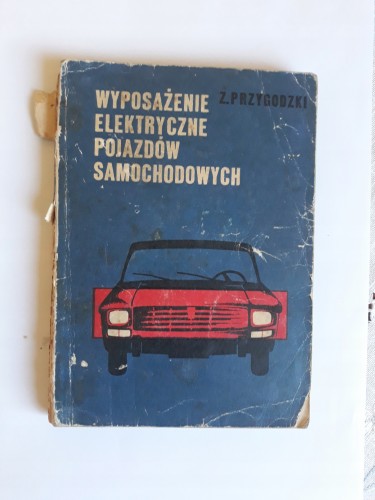 Z. PRZYGODZKI
WYPOSAŻENIE
ELEKTRYCZNE
POJAZDÓW
SAMOCHODOWYCH